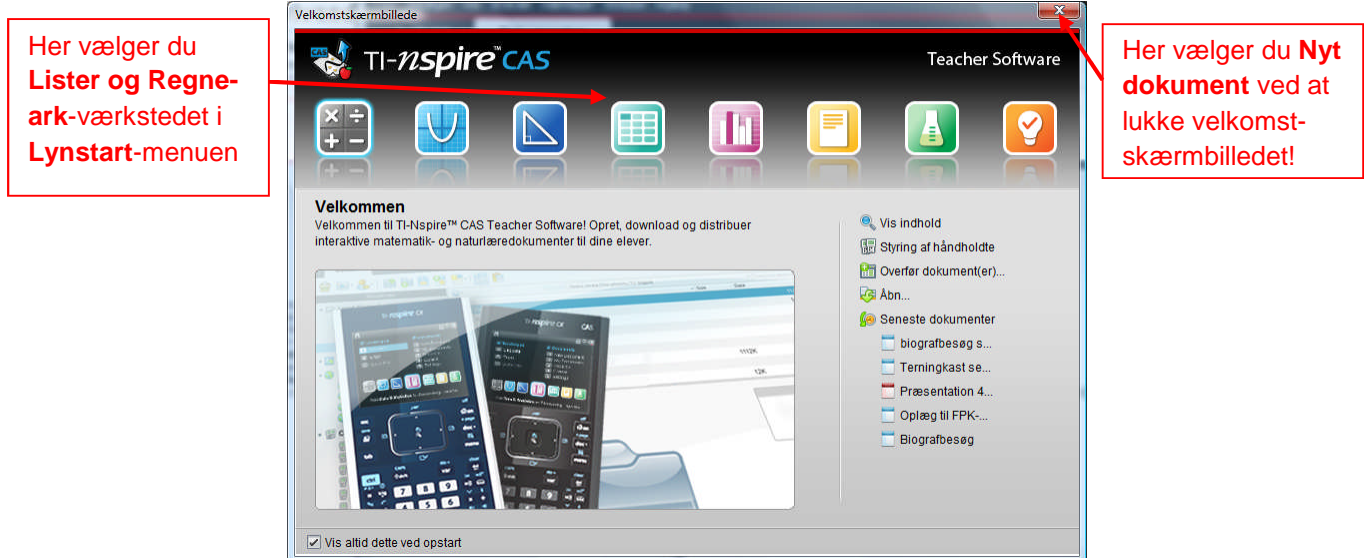 Velkomstskærmbillede
Her vælger du
Lister og Regne-
ark-værkstedet i
Lynstart-menuen
CAS
TI-nspire™ CAS
Teacher Software
Her vælger du Nyt
dokument ved at
lukke velkomst-
skærmbilledet!
Velkommen
Velkommen til TI-Nspire™ CAS Teacher Software! Opret, download og distribuer
interaktive matematik- og naturlæredokumenter til dine elever.
Vis indhold
Styring af håndholdte
Overfør dokument(er)...
Åbn...
Seneste dokumenter
biografbesøg s...
Terningkast se...
Præsentation 4...
Oplæg til FPK-...
Biografbesøg
Vis altid dette ved opstart